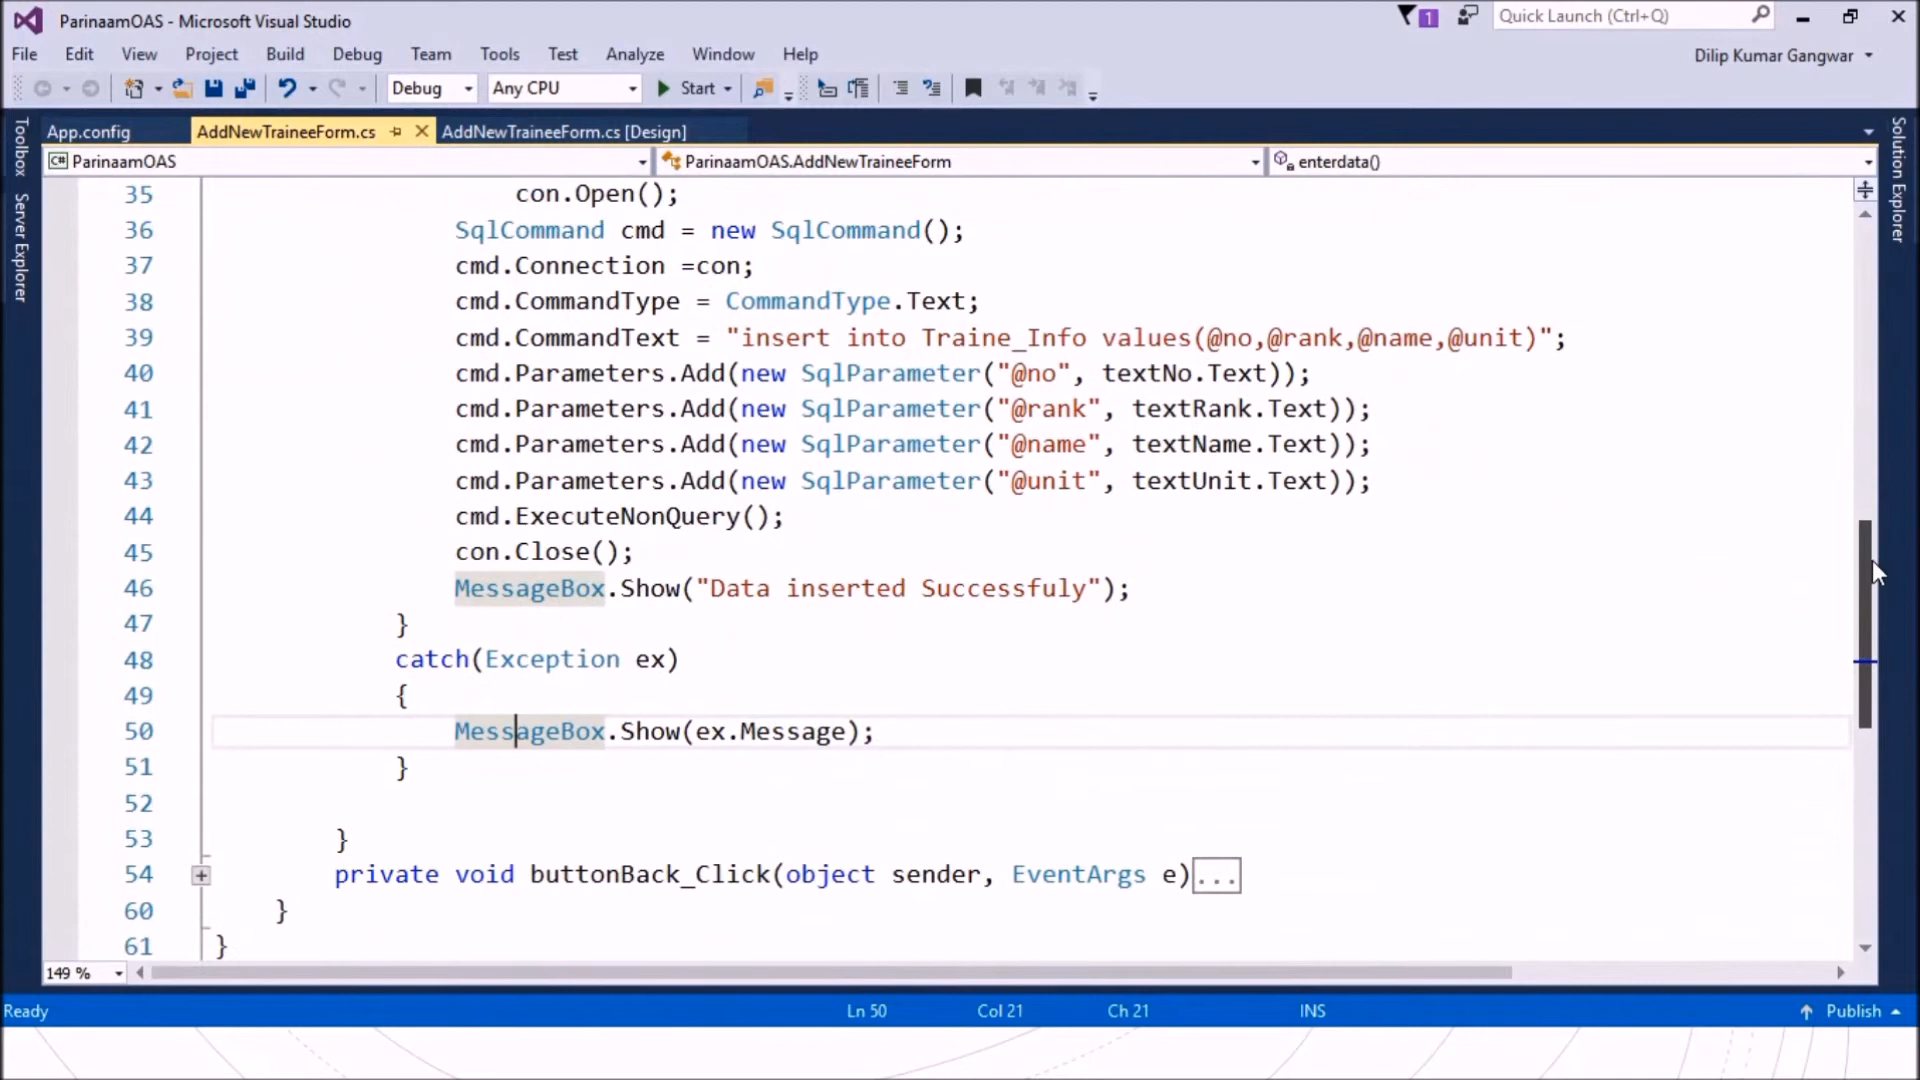 ParinaamOAS - Microsoft Visual Studio
1
Quick Launch (Ctrl+Q)
File Edit View Project Build Debug Team Tools Test Analyze Window Help
Dilip Kumar Gangwar
Debug Any CPU Start
Toolbox
Server Explorer
Solution Explorer
App.config AddNewTraineeForm.cs AddNewTraineeForm.cs [Design]
C# ParinaamOAS ParinaamOAS.AddNewTraineeForm enterdata()
35 con.Open();
36 SqlCommand cmd = new SqlCommand();
37 cmd.Connection =con;
38 cmd.CommandType = CommandType.Text;
39 cmd.CommandText = "insert into Traine_Info values(@no,@rank,@name,@unit)";
40 cmd.Parameters.Add(new SqlParameter("@no", textNo.Text));
41 cmd.Parameters.Add(new SqlParameter("@rank", textRank.Text));
42 cmd.Parameters.Add(new SqlParameter("@name", textName.Text));
43 cmd.Parameters.Add(new SqlParameter("@unit", textUnit.Text));
44 cmd.ExecuteNonQuery();
45 con.Close();
46 MessageBox.Show("Data inserted Successfuly");
47 }
48 catch(Exception ex)
49 {
50 MessageBox.Show(ex.Message);
51 }
52
53 }
54 private void buttonBack_Click(object sender, EventArgs e)...
60 }
61 }
149 %
Ready Ln 50 Col 21 Ch 21 INS Publish